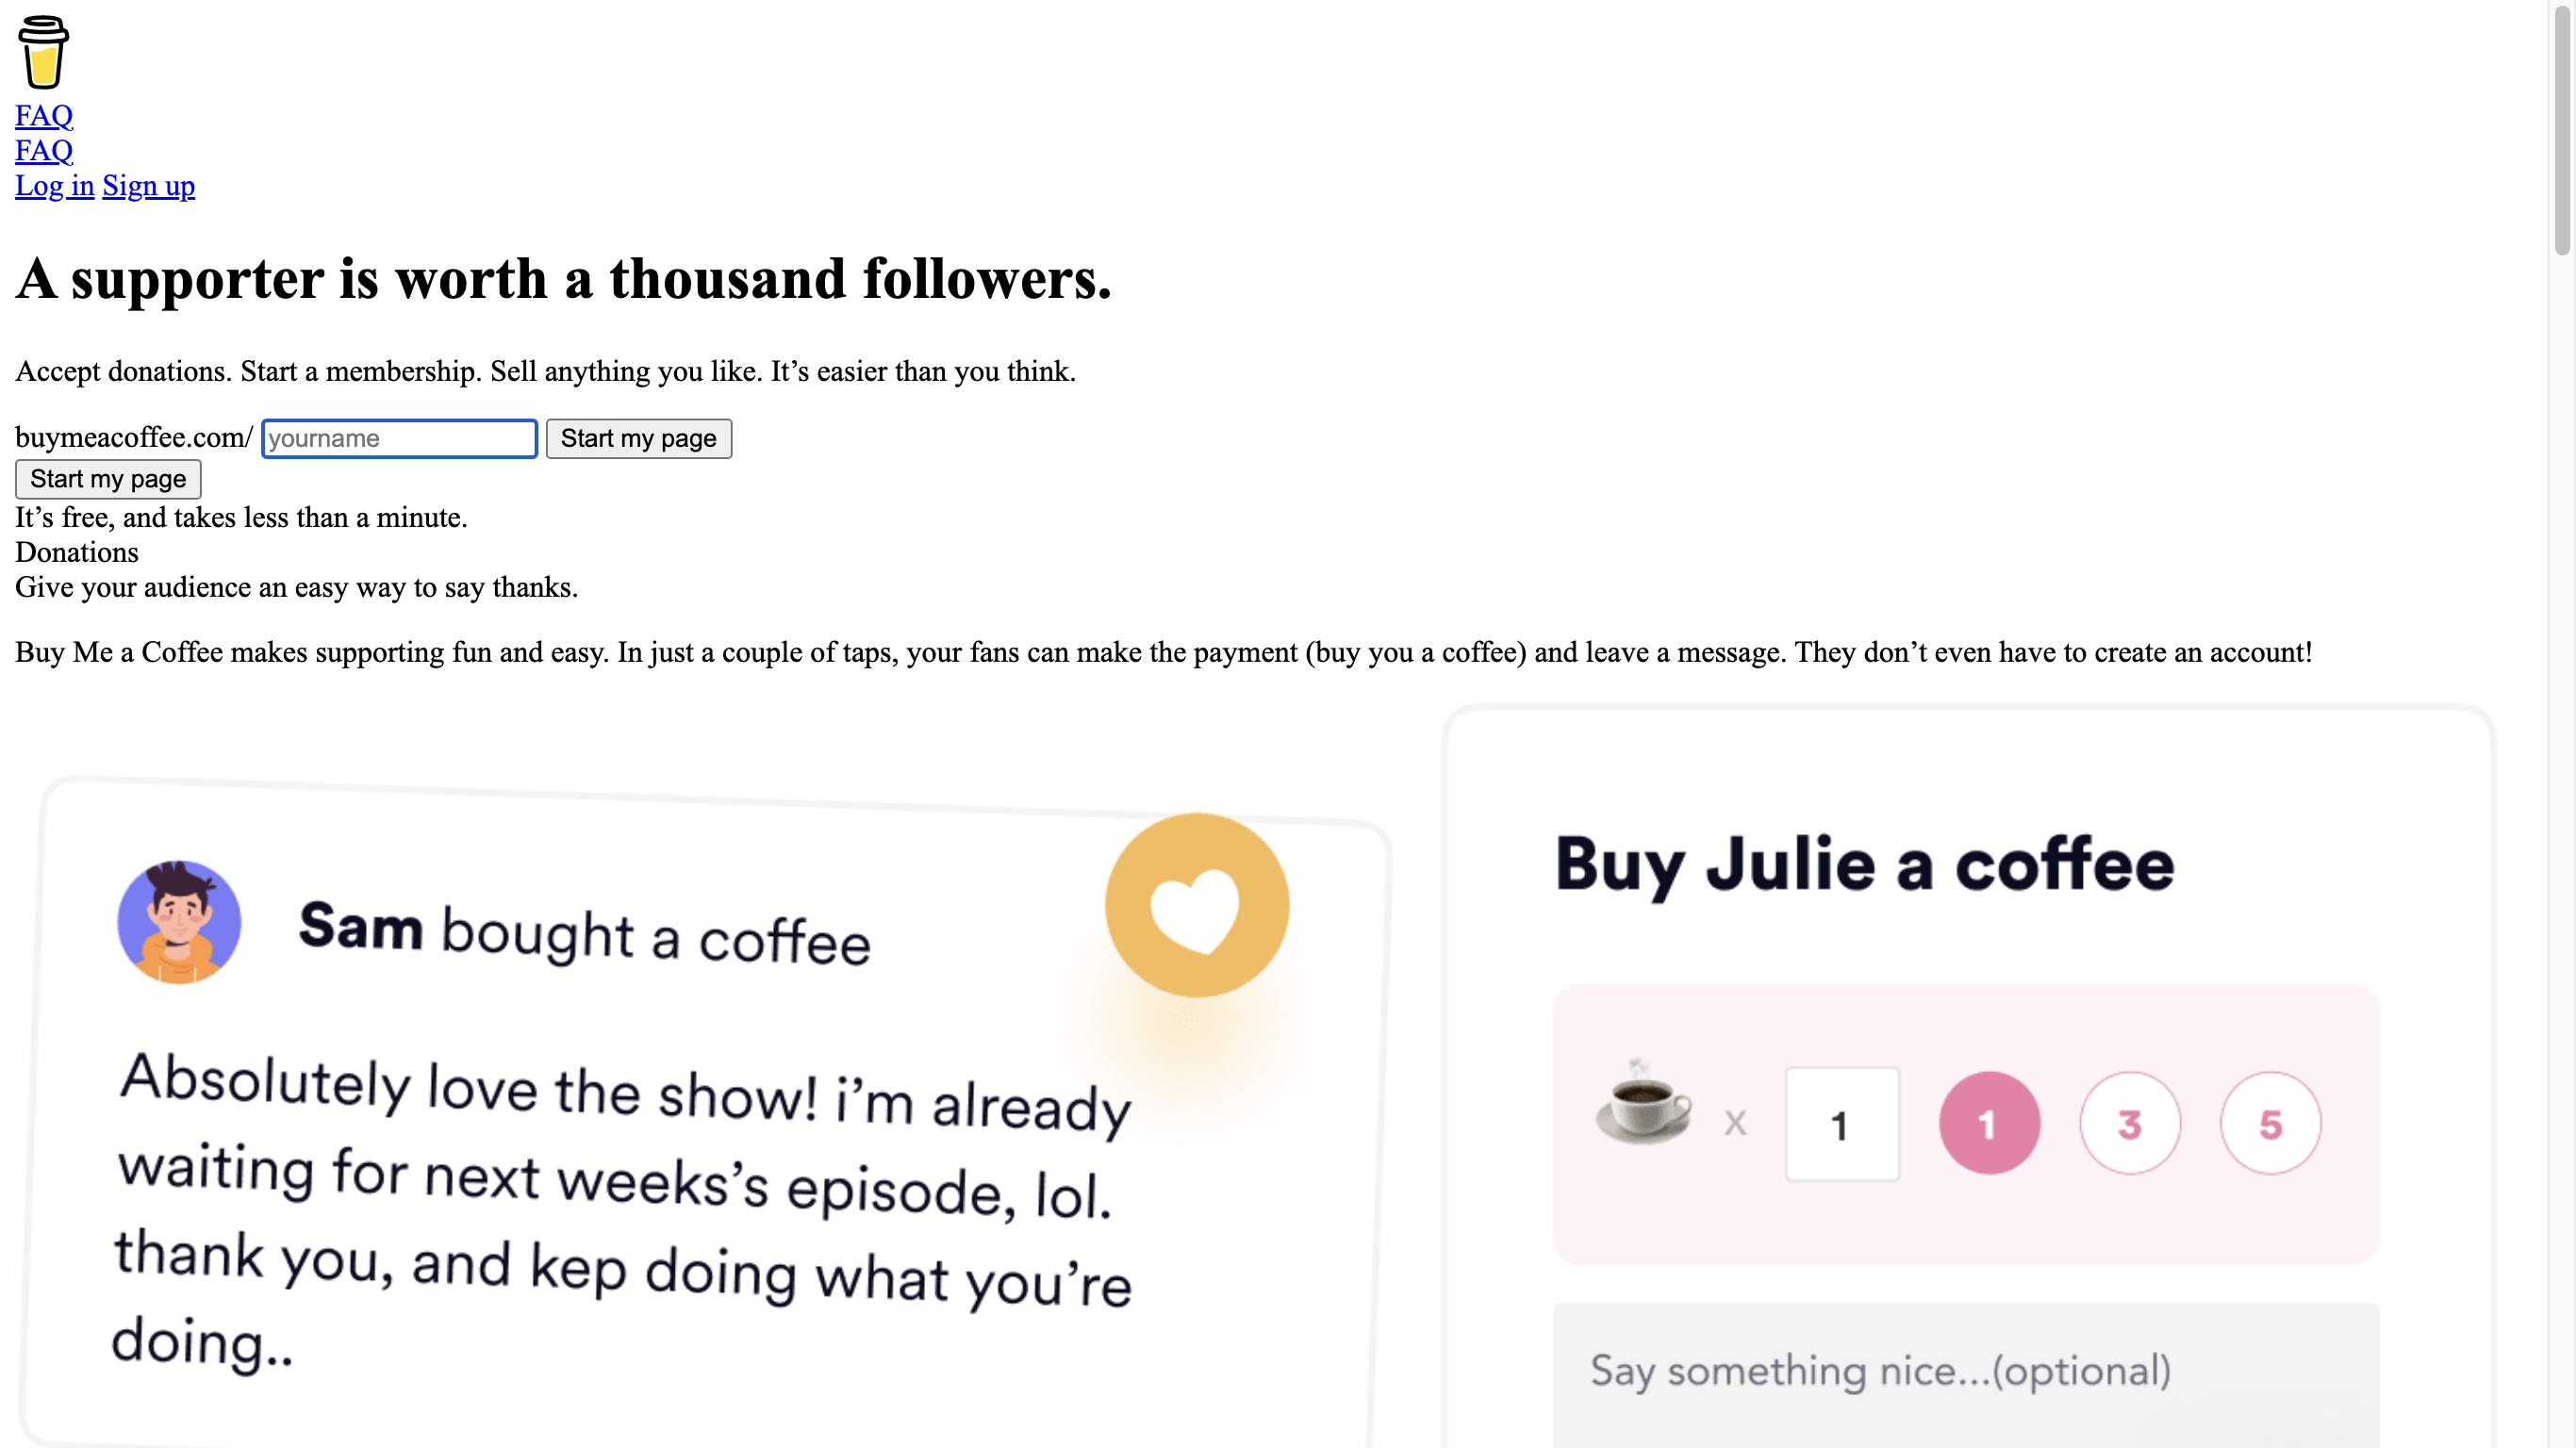 FAQ
FAQ
Log in Sign up
A supporter is worth a thousand followers.
Accept donations. Start a membership. Sell anything you like. It’s easier than you think.
buymeacoffee.com/ yourname Start my page
Start my page
It’s free, and takes less than a minute.
Donations
Give your audience an easy way to say thanks.
Buy Me a Coffee makes supporting fun and easy. In just a couple of taps, your fans can make the payment (buy you a coffee) and leave a message. They don’t even have to create an account!
Sam bought a coffee
Absolutely love the show! i’m already
waiting for next weeks’s episode, lol.
thank you, and kep doing what you’re
doing..
Buy Julie a coffee
x 1 1 3 5
Say something nice...(optional)